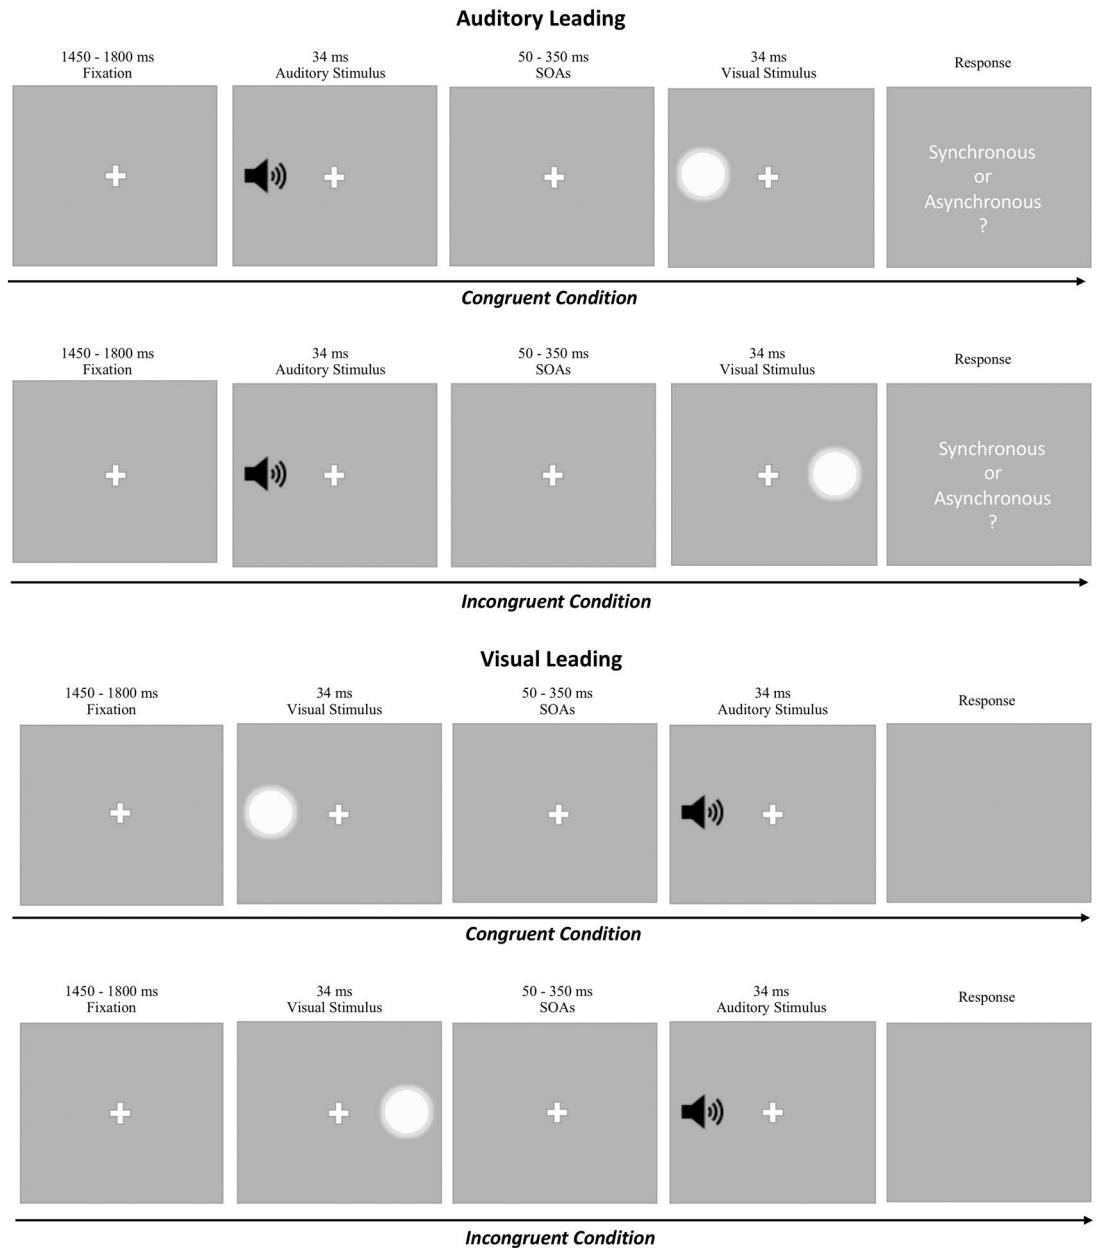 Auditory Leading
1450 - 1800 ms
Fixation
34 ms
Auditory Stimulus
50 - 350 ms
SOAs
34 ms
Visual Stimulus
Response
Synchronous
or
Asynchronous
?
Congruent Condition
1450 - 1800 ms
Fixation
34 ms
Auditory Stimulus
50 - 350 ms
SOAs
34 ms
Visual Stimulus
Response
Synchronous
or
Asynchronous
?
Incongruent Condition
Visual Leading
1450 - 1800 ms
Fixation
34 ms
Visual Stimulus
50 - 350 ms
SOAs
34 ms
Auditory Stimulus
Response
Congruent Condition
1450 - 1800 ms
Fixation
34 ms
Visual Stimulus
50 - 350 ms
SOAs
34 ms
Auditory Stimulus
Response
Incongruent Condition